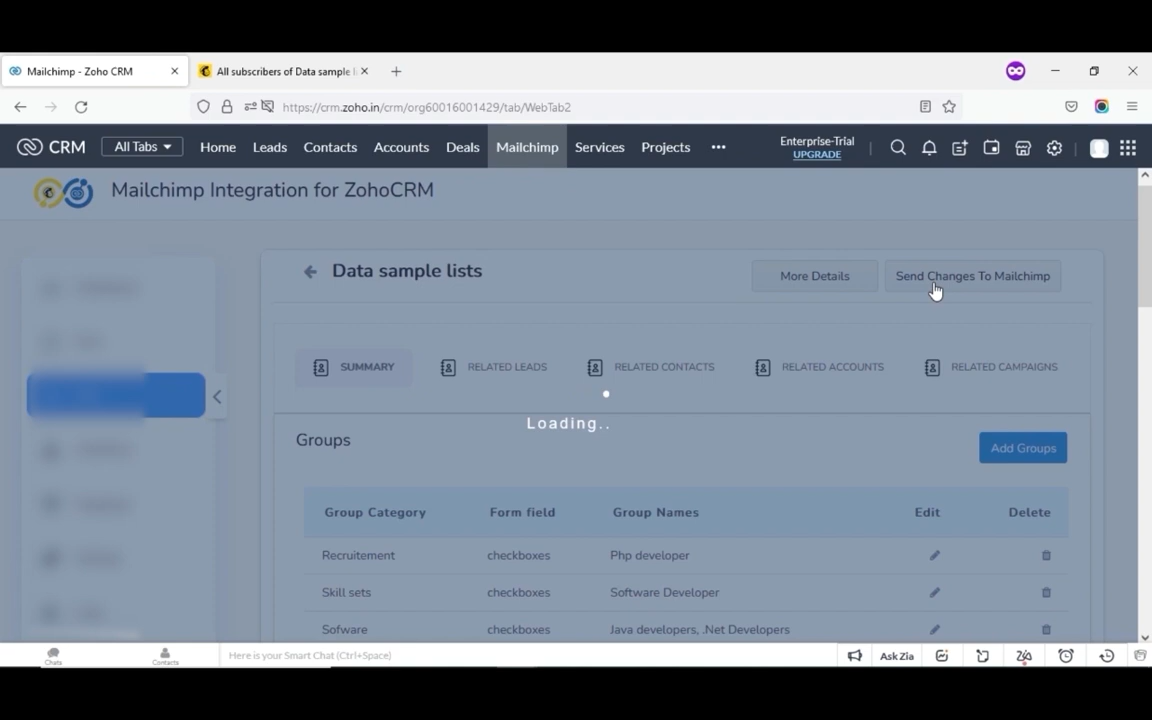 Mailchimp - Zoho CRM
All subscribers of Data sample li
https://crm.zoho.in/crm/org60016001429/tab/WebTab2
CRM
All Tabs
Home
Leads
Contacts
Accounts
Deals
Mailchimp
Services
Projects
Enterprise-Trial
UPGRADE
Mailchimp Integration for ZohoCRM
Data sample lists
More Details
Send Changes To Mailchimp
SUMMARY
RELATED LEADS
RELATED CONTACTS
RELATED ACCOUNTS
RELATED CAMPAIGNS
Loading..
Groups
Add Groups
Group Category Form field Group Names Edit Delete
Recruitement checkboxes Php developer
Skill sets checkboxes Software Developer
Sofware checkboxes Java developers, .Net Developers
Chats
Contacts
Here is your Smart Chat (Ctrl+Space)
Ask Zia